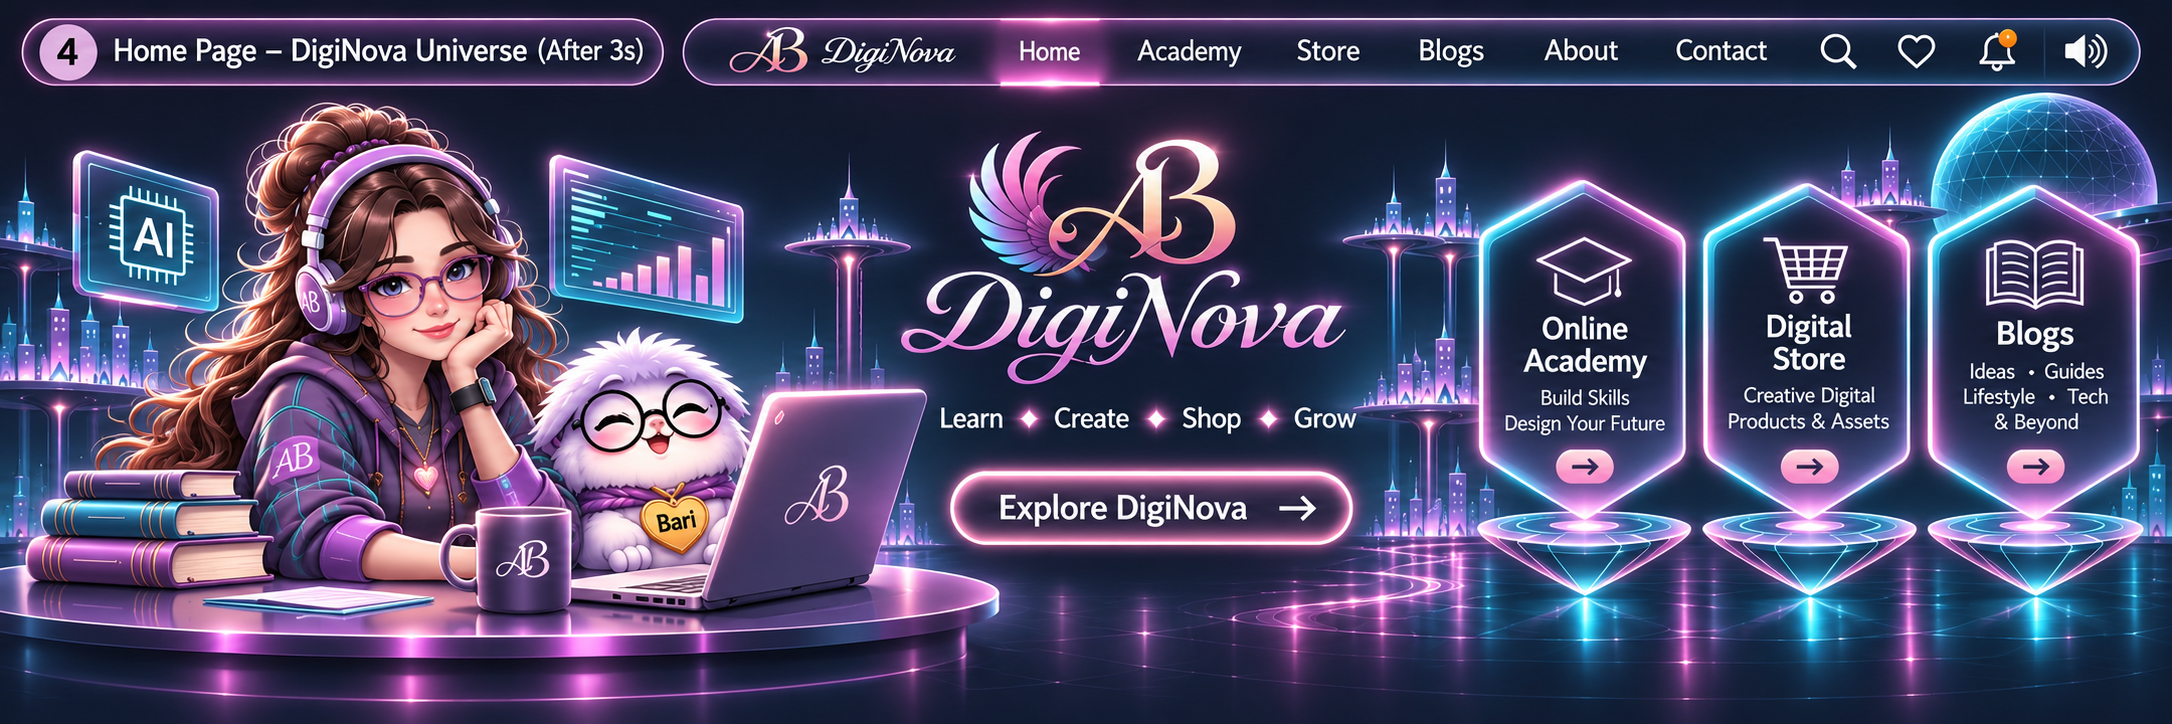 4 Home Page – DigiNova Universe (After 3s)
AB DigiNova Home Academy Store Blogs About Contact
AI
AB
DigiNova
Learn ✦ Create ✦ Shop ✦ Grow
Explore DigiNova →
Online
Academy
Build Skills
Design Your Future
→
Digital
Store
Creative Digital
Products & Assets
→
Blogs
Ideas • Guides
Lifestyle • Tech
& Beyond
→
AB
AB
Bari
AB
AB